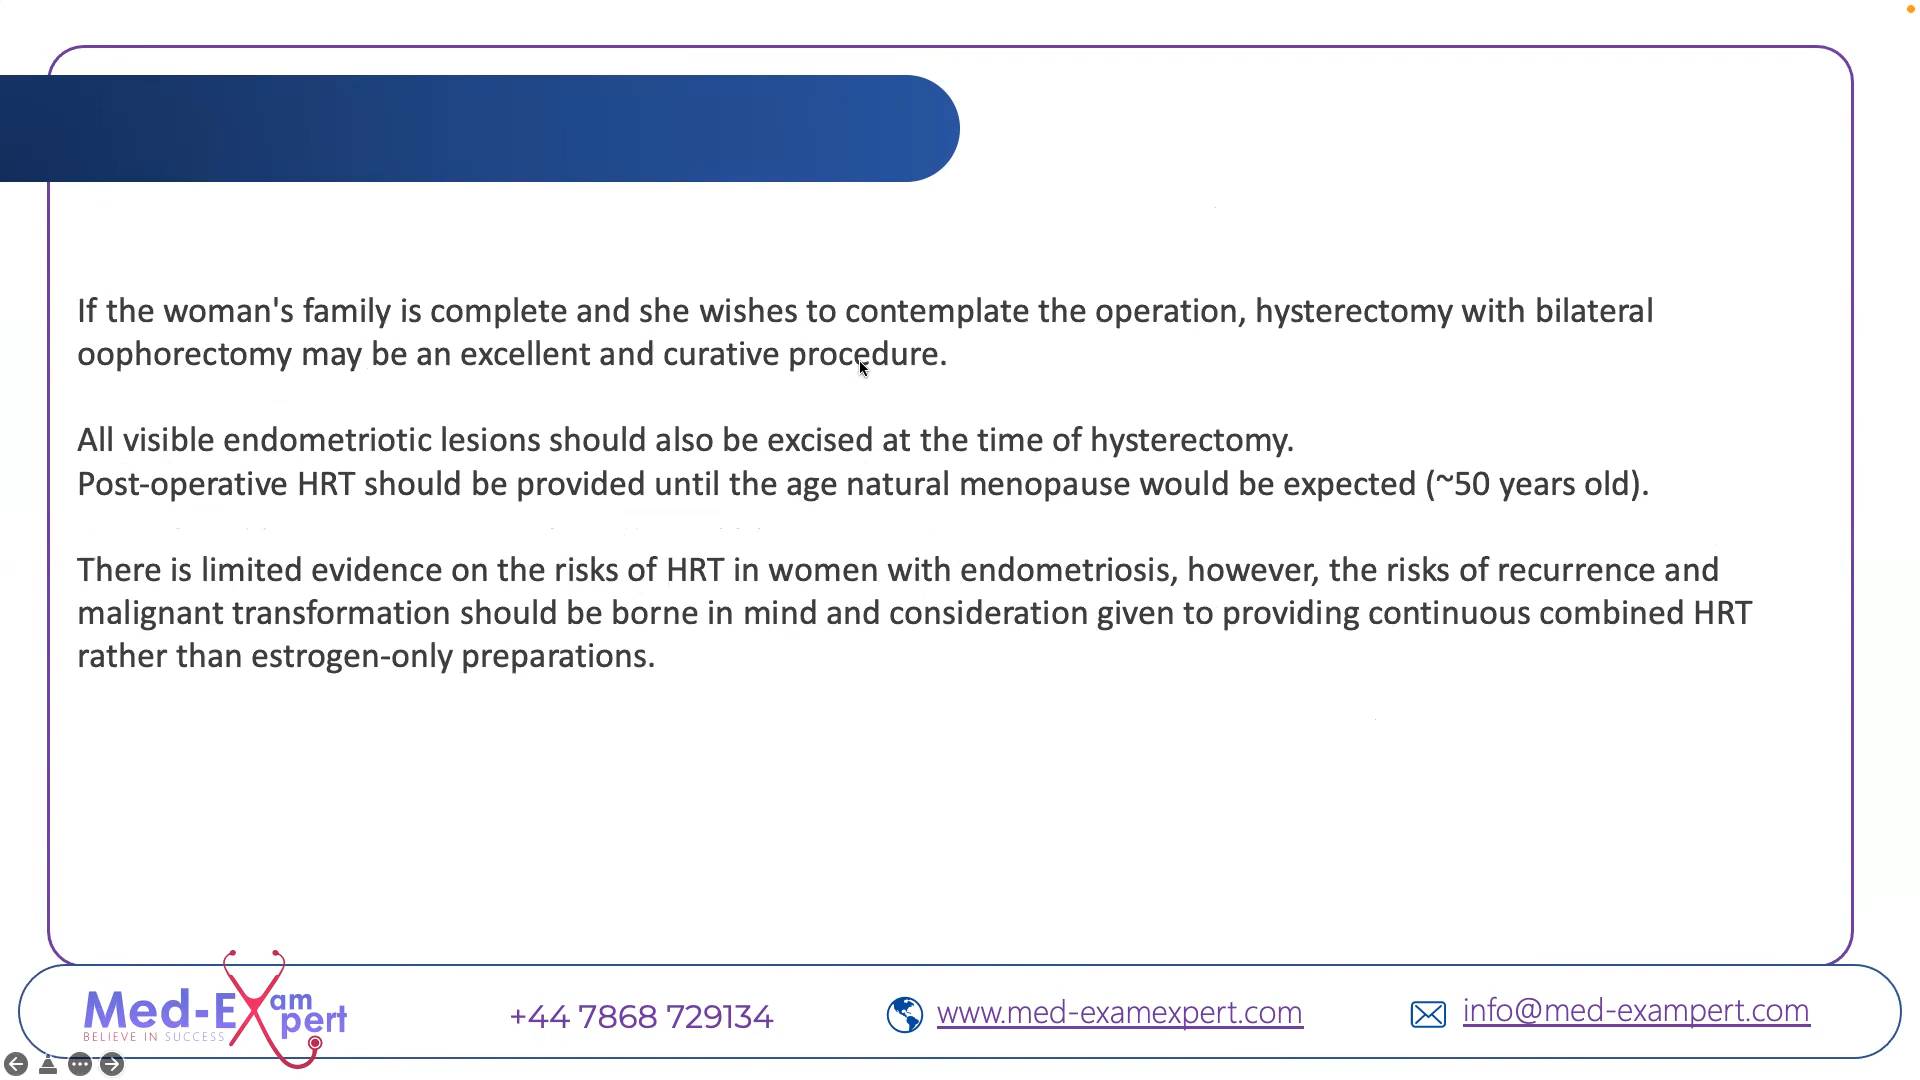 If the woman's family is complete and she wishes to contemplate the operation, hysterectomy with bilateral
oophorectomy may be an excellent and curative procedure.
All visible endometriotic lesions should also be excised at the time of hysterectomy.
Post-operative HRT should be provided until the age natural menopause would be expected (~50 years old).
There is limited evidence on the risks of HRT in women with endometriosis, however, the risks of recurrence and
malignant transformation should be borne in mind and consideration given to providing continuous combined HRT
rather than estrogen-only preparations.
Med-Exam
pert
BELIEVE IN SUCCESS
+44 7868 729134
www.med-examexpert.com
info@med-exampert.com